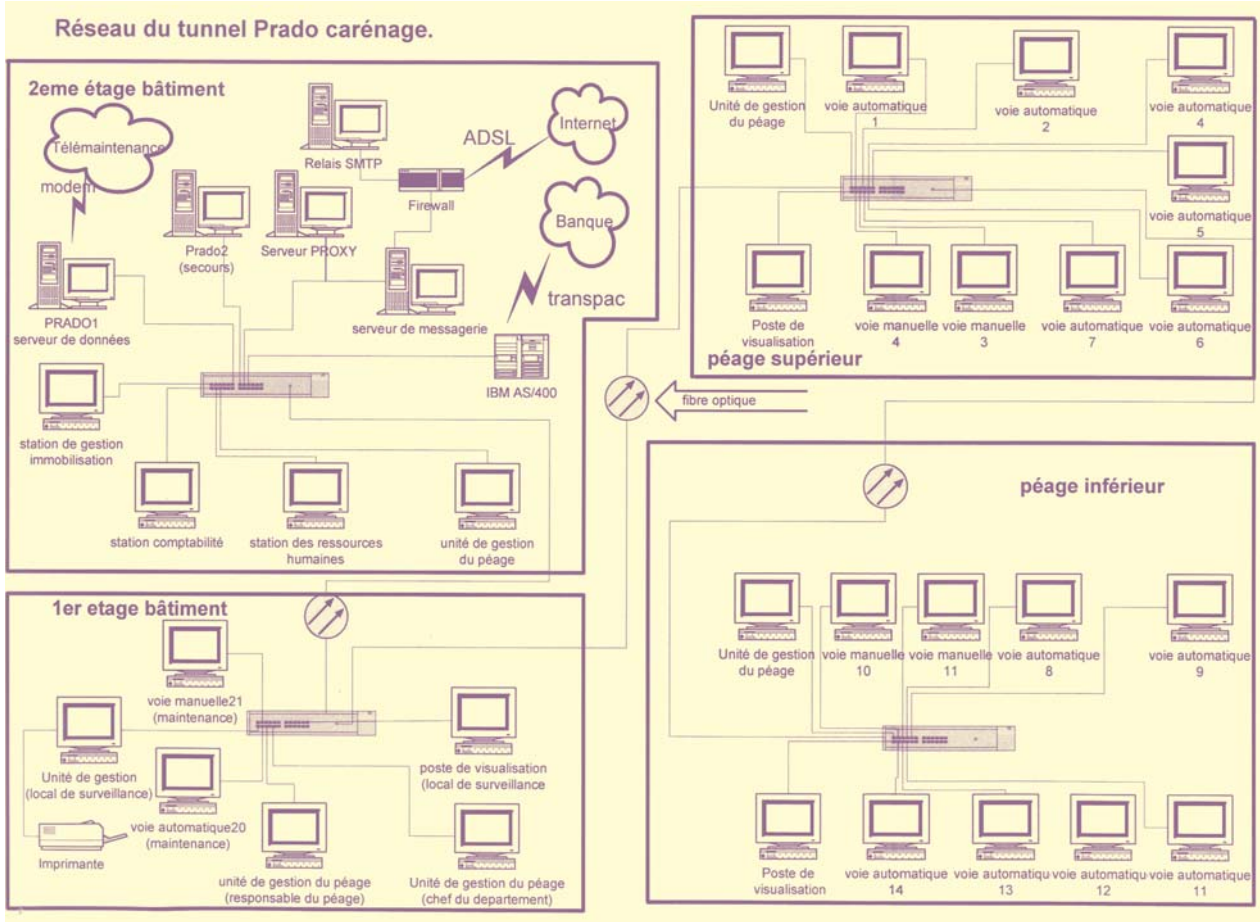 Réseau du tunnel Prado carénage.
2eme étage bâtiment
Télémaintenance
modem
Relais SMTP
ADSL
Internet
Firewall
Banque
transpac
Prado2
(secours)
Serveur PROXY
PRADO1
serveur de données
serveur de messagerie
IBM AS/400
station de gestion
immobilisation
station comptabilité
station des ressources
humaines
unité de gestion
du péage
1er etage bâtiment
voie manuelle21
(maintenance)
Unité de gestion
(local de surveillance)
poste de visualisation
(local de surveillance
voie automatique20
(maintenance)
Imprimante
unité de gestion du péage
(responsable du péage)
Unité de gestion du péage
(chef du departement)
fibre optique
Unité de gestion
du péage
voie automatique
1
voie automatique
2
voie automatique
4
voie automatique
5
Poste de
visualisation
voie manuelle
4
voie manuelle
3
voie automatique
7
voie automatique
6
péage supérieur
péage inférieur
Unité de gestion
du péage
voie manuelle
10
voie manuelle
11
voie automatique
8
voie automatique
9
Poste de
visualisation
voie automatique
14
voie automatiqu
13
voie automatiqu
12
voie automatique
11